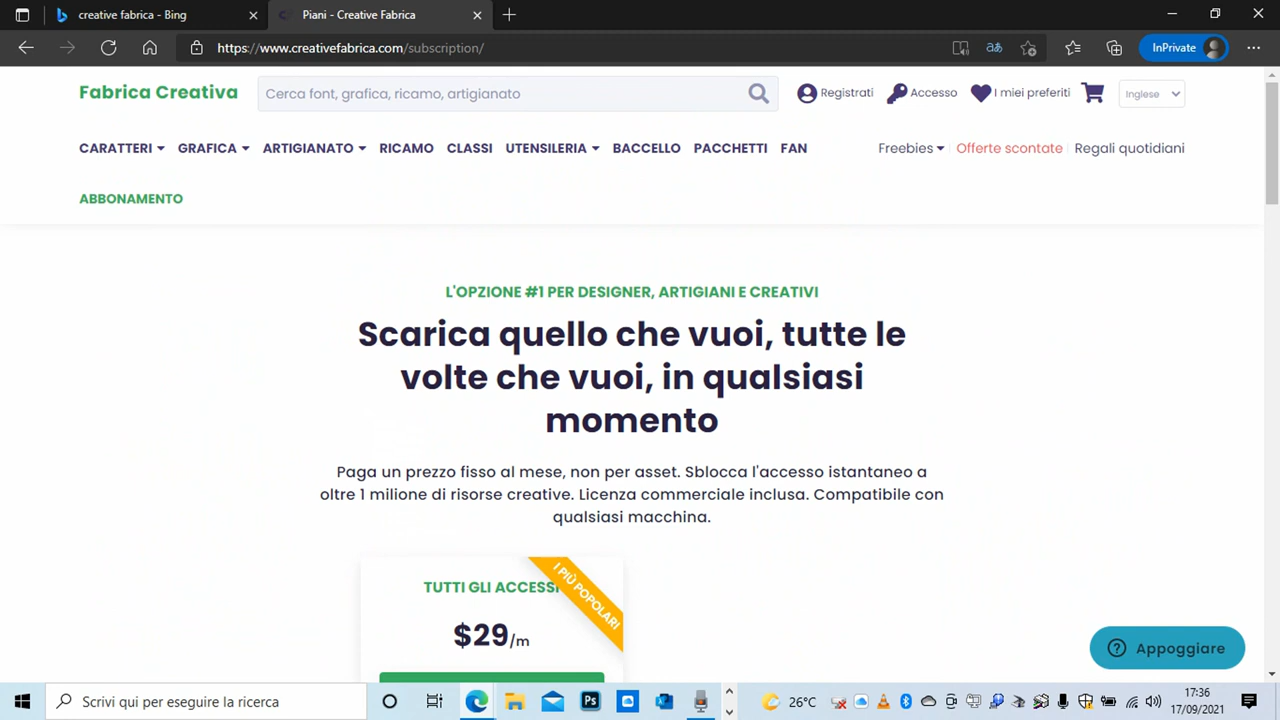 creative fabrica - Bing
Piani - Creative Fabrica
https://www.creativefabrica.com/subscription/
InPrivate
Fabrica Creativa
Cerca font, grafica, ricamo, artigianato
Registrati
Accesso
I miei preferiti
Inglese
CARATTERI
GRAFICA
ARTIGIANATO
RICAMO
CLASSI
UTENSILERIA
BACCELLO
PACCHETTI
FAN
Freebies
Offerte scontate
Regali quotidiani
ABBONAMENTO
L'OPZIONE #1 PER DESIGNER, ARTIGIANI E CREATIVI
Scarica quello che vuoi, tutte le
volte che vuoi, in qualsiasi
momento
Paga un prezzo fisso al mese, non per asset. Sblocca l'accesso istantaneo a
oltre 1 milione di risorse creative. Licenza commerciale inclusa. Compatibile con
qualsiasi macchina.
TUTTI GLI ACCESSI
I PIÙ POPOLARI
$29/m
Appoggiare
Scrivi qui per eseguire la ricerca
Ps
26°C
17:36
17/09/2021